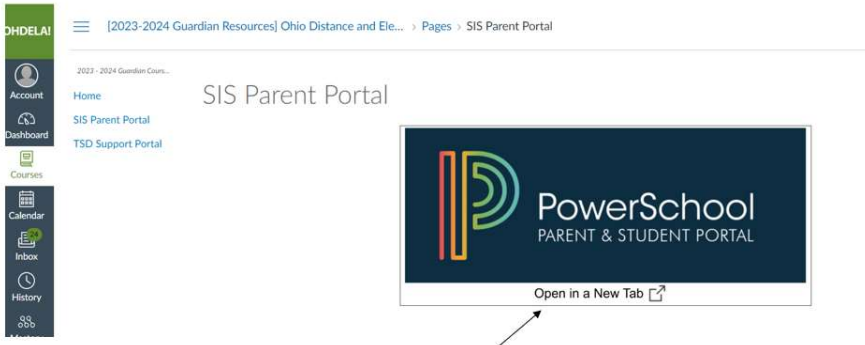 OHDELA!
[2023-2024 Guardian Resources] Ohio Distance and Ele... > Pages > SIS Parent Portal
2023 - 2024 Guardian Cours...
Account
Home
SIS Parent Portal
SIS Parent Portal
Dashboard
TSD Support Portal
Courses
Calendar
24
Inbox
History
PowerSchool
PARENT & STUDENT PORTAL
Open in a New Tab